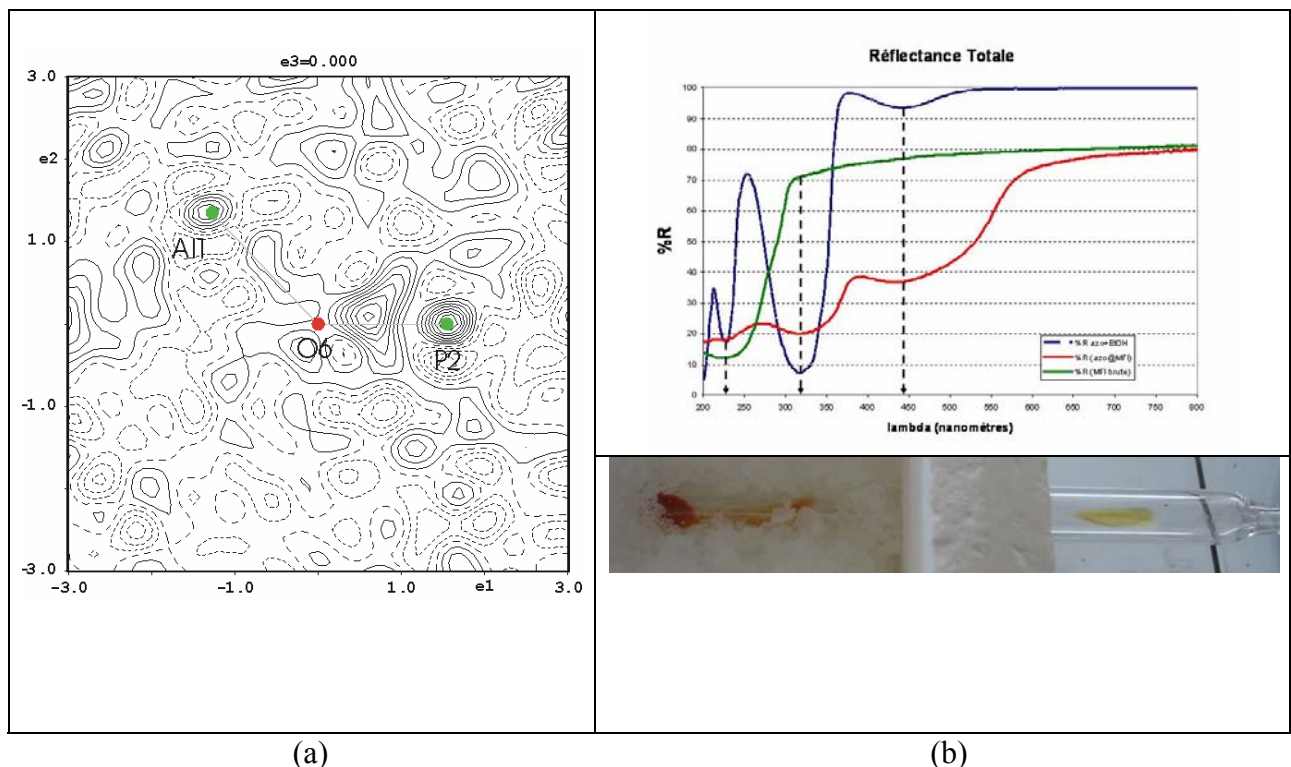 e3=0.000
3.0
e2
1.0
-1.0
-3.0
-3.0
-1.0
1.0
e1
3.0
Al1
O6
P2
(a)
Réflectance Totale
%R
100
90
80
70
60
50
40
30
20
10
0
200 250 300 350 400 450 500 550 600 650 700 750 800
lambda (nanomètres)
%R azo+EtOH
%R (azo@MFI)
%R (MFI brute)
(b)